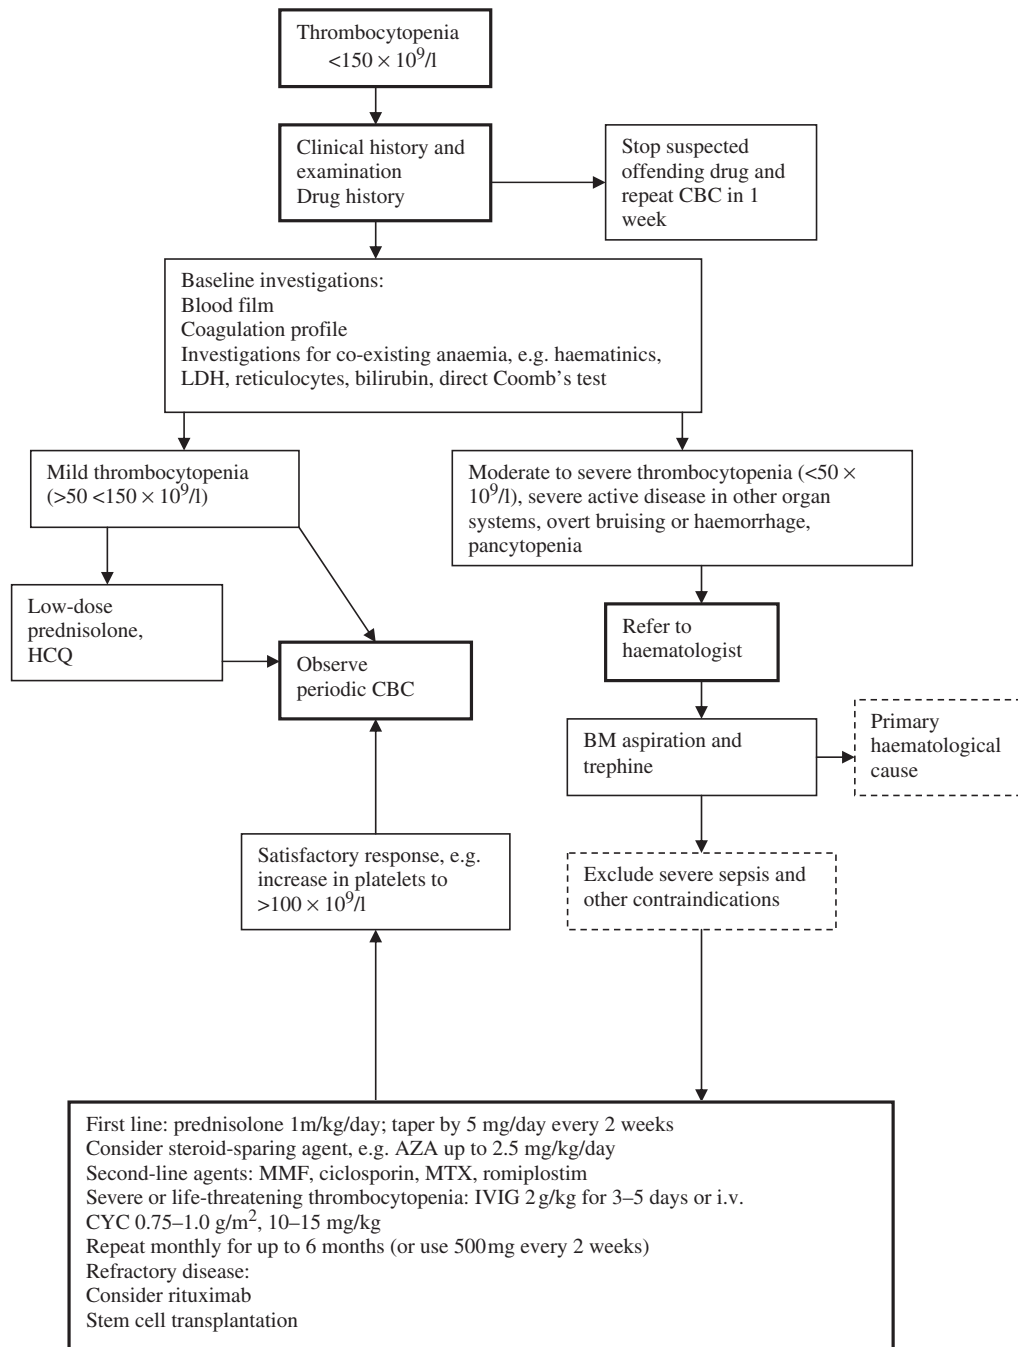 Thrombocytopenia
<150 × 10⁹/l
Clinical history and
examination
Drug history
Stop suspected
offending drug and
repeat CBC in 1
week
Baseline investigations:
Blood film
Coagulation profile
Investigations for co-existing anaemia, e.g. haematinics,
LDH, reticulocytes, bilirubin, direct Coomb's test
Mild thrombocytopenia
(>50 <150 × 10⁹/l)
Moderate to severe thrombocytopenia (<50 ×
10⁹/l), severe active disease in other organ
systems, overt bruising or haemorrhage,
pancytopenia
Low-dose
prednisolone,
HCQ
Observe
periodic CBC
Refer to
haematologist
BM aspiration and
trephine
Primary
haematological
cause
Satisfactory response, e.g.
increase in platelets to
>100 × 10⁹/l
Exclude severe sepsis and
other contraindications
First line: prednisolone 1m/kg/day; taper by 5 mg/day every 2 weeks
Consider steroid-sparing agent, e.g. AZA up to 2.5 mg/kg/day
Second-line agents: MMF, ciclosporin, MTX, romiplostim
Severe or life-threatening thrombocytopenia: IVIG 2 g/kg for 3–5 days or i.v.
CYC 0.75–1.0 g/m², 10–15 mg/kg
Repeat monthly for up to 6 months (or use 500 mg every 2 weeks)
Refractory disease:
Consider rituximab
Stem cell transplantation